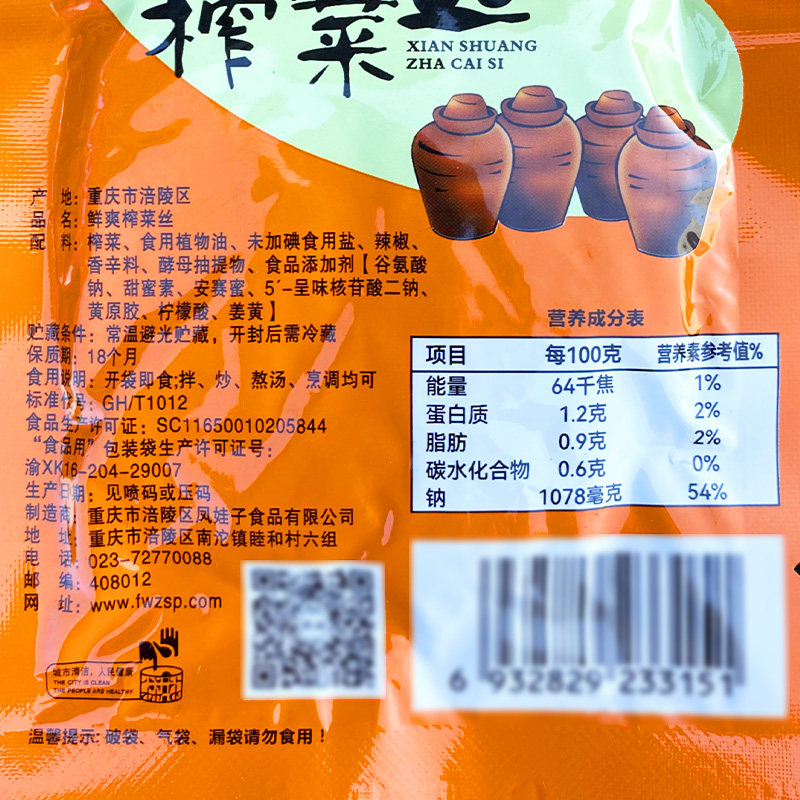 榨菜丝
XIAN SHUANG
ZHA CAI SI
产 地：重庆市涪陵区
品 名：鲜爽榨菜丝
配 料：榨菜、食用植物油、未加碘食用盐、辣椒、
香辛料、酵母抽提物、食品添加剂【谷氨酸
钠、甜蜜素、安赛蜜、5´-呈味核苷酸二钠、
黄原胶、柠檬酸、姜黄】
贮藏条件：常温避光贮藏，开封后需冷藏
保质期：18个月
食用说明：开袋即食;拌、炒、熬汤、烹调均可
标准代号：GH/T1012
食品生产许可证：SC11650010205844
“食品用”包装袋生产许可证号：
渝XK16-204-29007
生产日期：见喷码或压码
制造商：重庆市涪陵区凤娃子食品有限公司
地 址：重庆市涪陵区南沱镇睦和村六组
电 话：023-72770088
邮 编：408012
网 址：www.fwzsp.com
城市清洁，人民健康
THE CITY IS CLEAN
THE PEOPLE ARE HEALTHY
温馨提示：破袋、气袋、漏袋请勿食用！
营养成分表
项目 每100克 营养素参考值%
能量 64千焦 1%
蛋白质 1.2克 2%
脂肪 0.9克 2%
碳水化合物 0.6克 0%
钠 1078毫克 54%
6 932829 233151